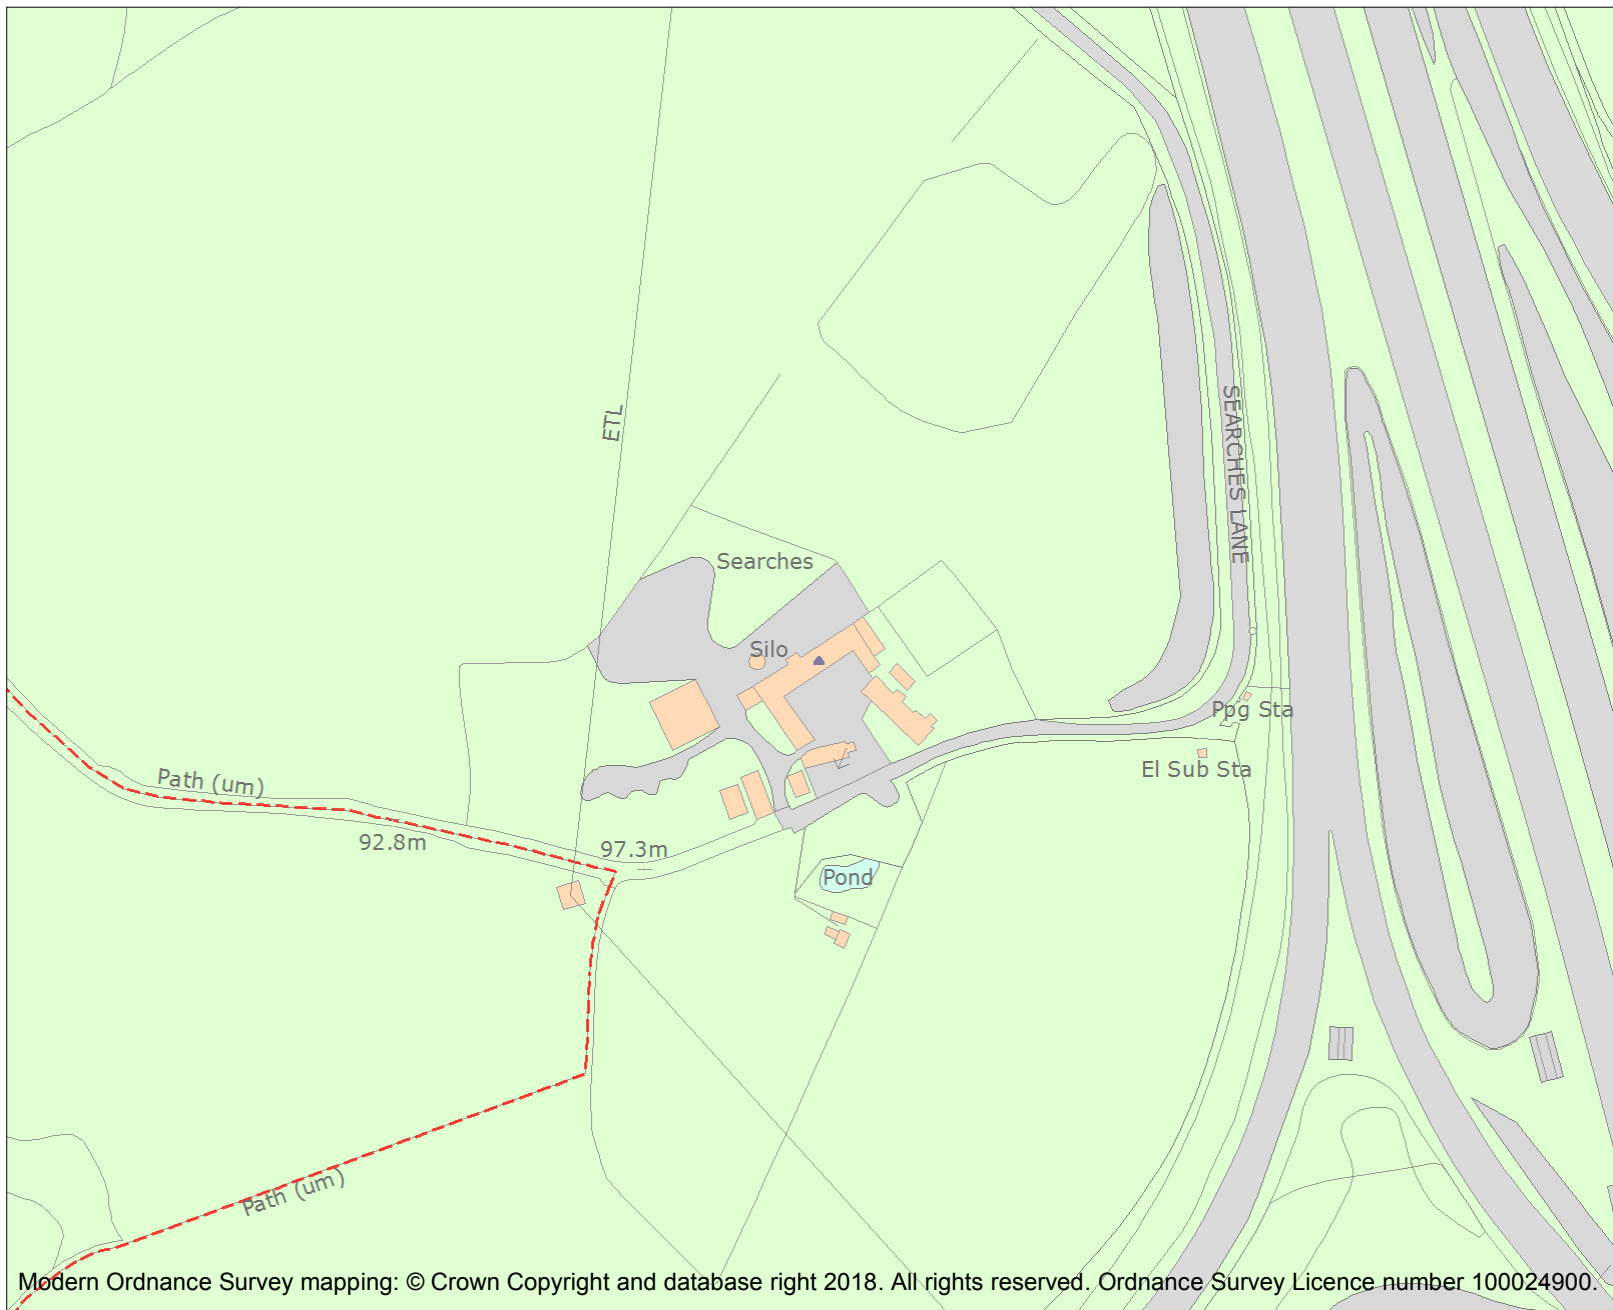 ETL
SEARCHES LANE
Searches
Silo
Ppg Sta
El Sub Sta
Path (um)
92.8m
97.3m
Pond
Path (um)
Modern Ordnance Survey mapping: © Crown Copyright and database right 2018. All rights reserved. Ordnance Survey Licence number 100024900.